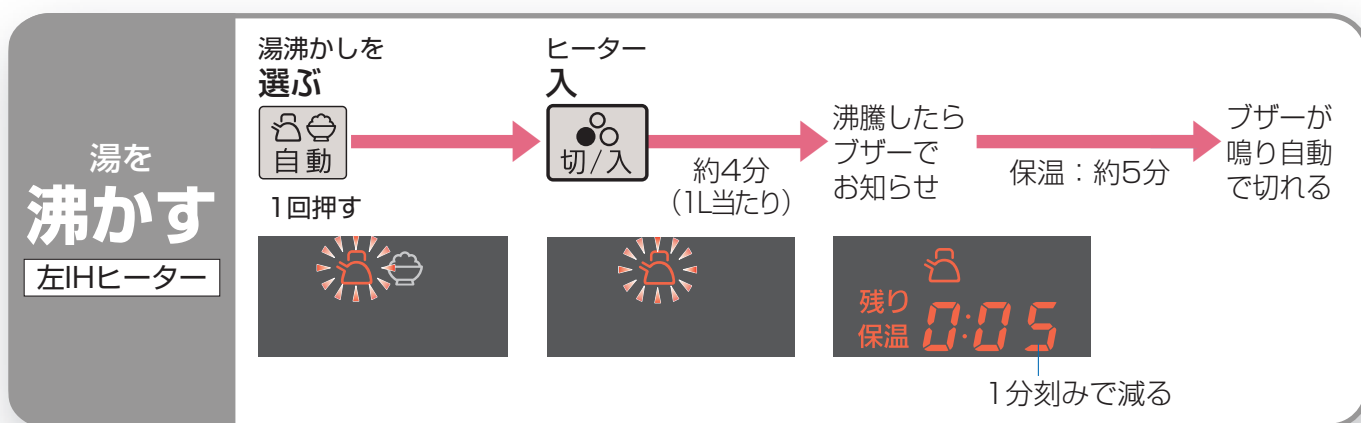 湯を
沸かす
左IHヒーター
湯沸かしを
選ぶ
自動
1回押す
ヒーター
入
切/入
約4分
（1L当たり）
沸騰したら
ブザーで
お知らせ
保温：約5分
ブザーが
鳴り自動
で切れる
残り
保温
0:05
1分刻みで減る